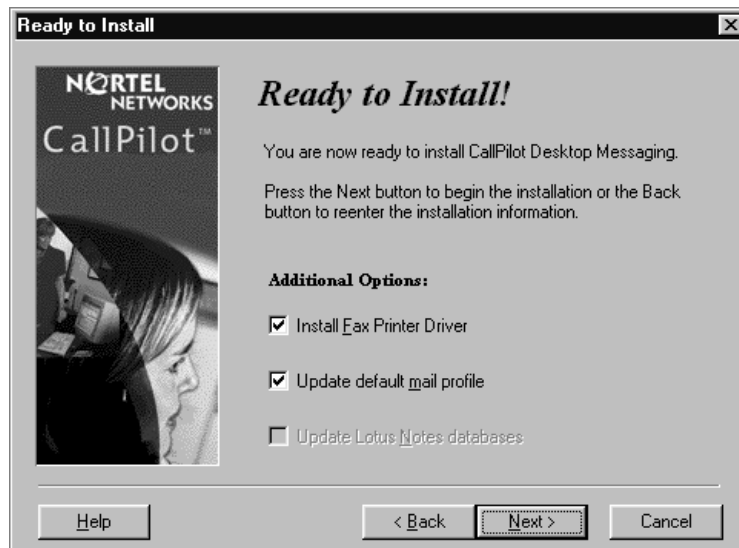 Ready to Install
NORTEL
NETWORKS
CallPilot™
Ready to Install!
You are now ready to install CallPilot Desktop Messaging.
Press the Next button to begin the installation or the Back
button to reenter the installation information.
Additional Options:
Install Fax Printer Driver
Update default mail profile
Update Lotus Notes databases
Help
< Back
Next >
Cancel